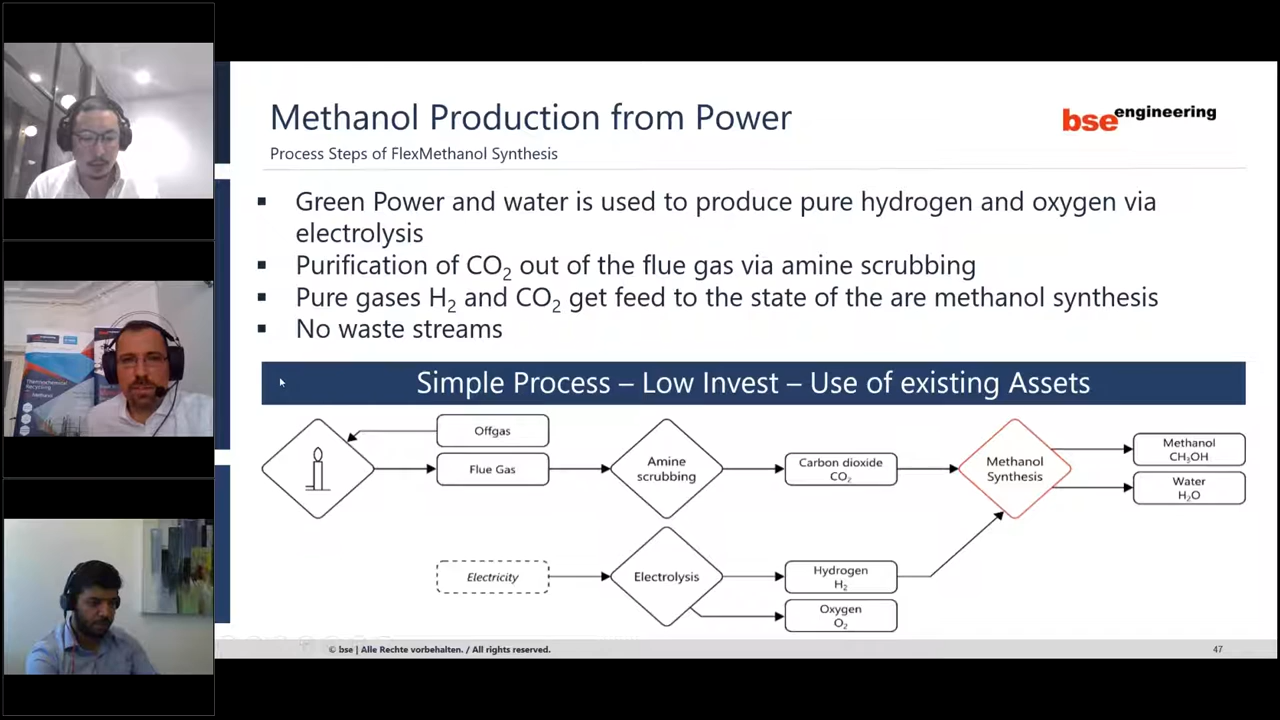 Methanol Production from Power
bse engineering
Process Steps of FlexMethanol Synthesis
▪ Green Power and water is used to produce pure hydrogen and oxygen via
electrolysis
▪ Purification of CO₂ out of the flue gas via amine scrubbing
▪ Pure gases H₂ and CO₂ get feed to the state of the are methanol synthesis
▪ No waste streams
Simple Process – Low Invest – Use of existing Assets
Offgas
Flue Gas
Amine
scrubbing
Carbon dioxide
CO₂
Methanol
Synthesis
Methanol
CH₃OH
Water
H₂O
Electricity
Electrolysis
Hydrogen
H₂
Oxygen
O₂
© bse | Alle Rechte vorbehalten. / All rights reserved.
47
Thermochemical
Recycling
Methanol